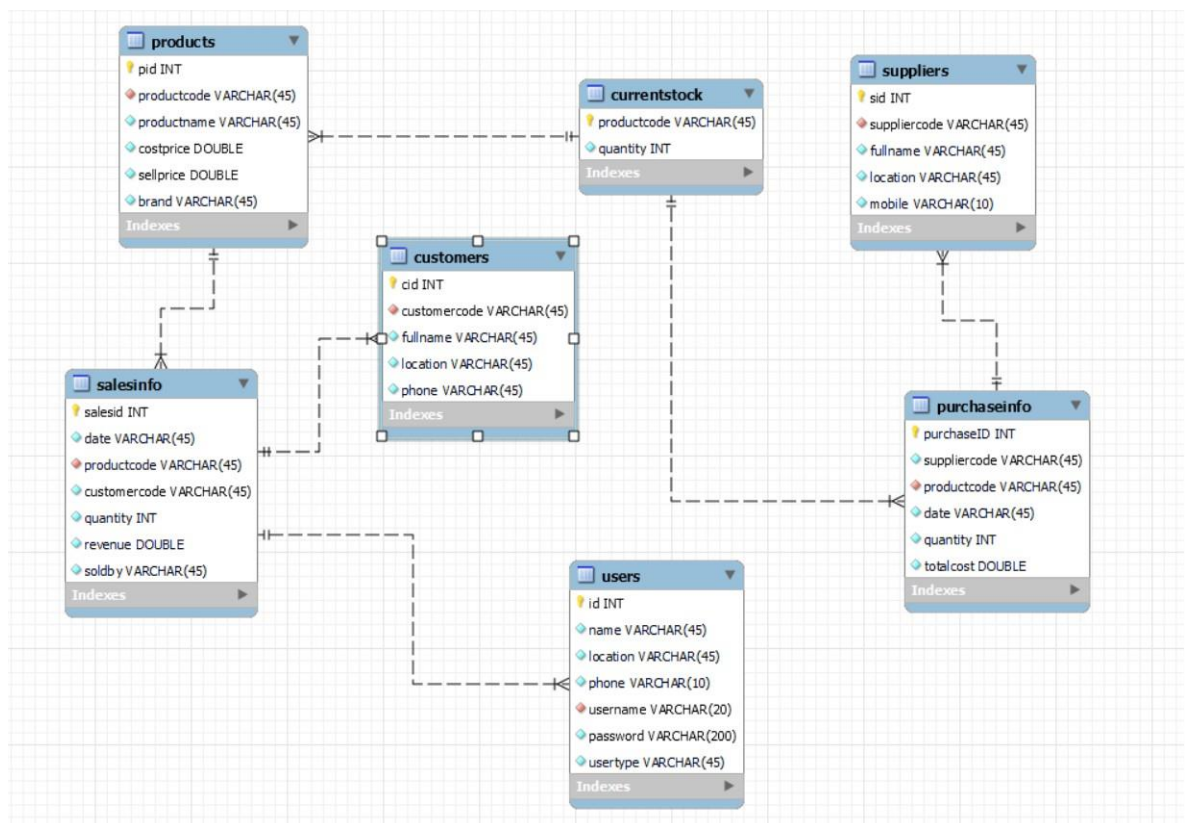 products
pid INT
productcode VARCHAR(45)
productname VARCHAR(45)
costprice DOUBLE
sellprice DOUBLE
brand VARCHAR(45)
Indexes
currentstock
productcode VARCHAR(45)
quantity INT
Indexes
suppliers
sid INT
suppliercode VARCHAR(45)
fullname VARCHAR(45)
location VARCHAR(45)
mobile VARCHAR(10)
Indexes
customers
cid INT
customercode VARCHAR(45)
fullname VARCHAR(45)
location VARCHAR(45)
phone VARCHAR(45)
Indexes
salesinfo
salesid INT
date VARCHAR(45)
productcode VARCHAR(45)
customercode VARCHAR(45)
quantity INT
revenue DOUBLE
soldby VARCHAR(45)
Indexes
purchaseinfo
purchaseID INT
suppliercode VARCHAR(45)
productcode VARCHAR(45)
date VARCHAR(45)
quantity INT
totalcost DOUBLE
Indexes
users
id INT
name VARCHAR(45)
location VARCHAR(45)
phone VARCHAR(10)
username VARCHAR(20)
password VARCHAR(200)
usertype VARCHAR(45)
Indexes